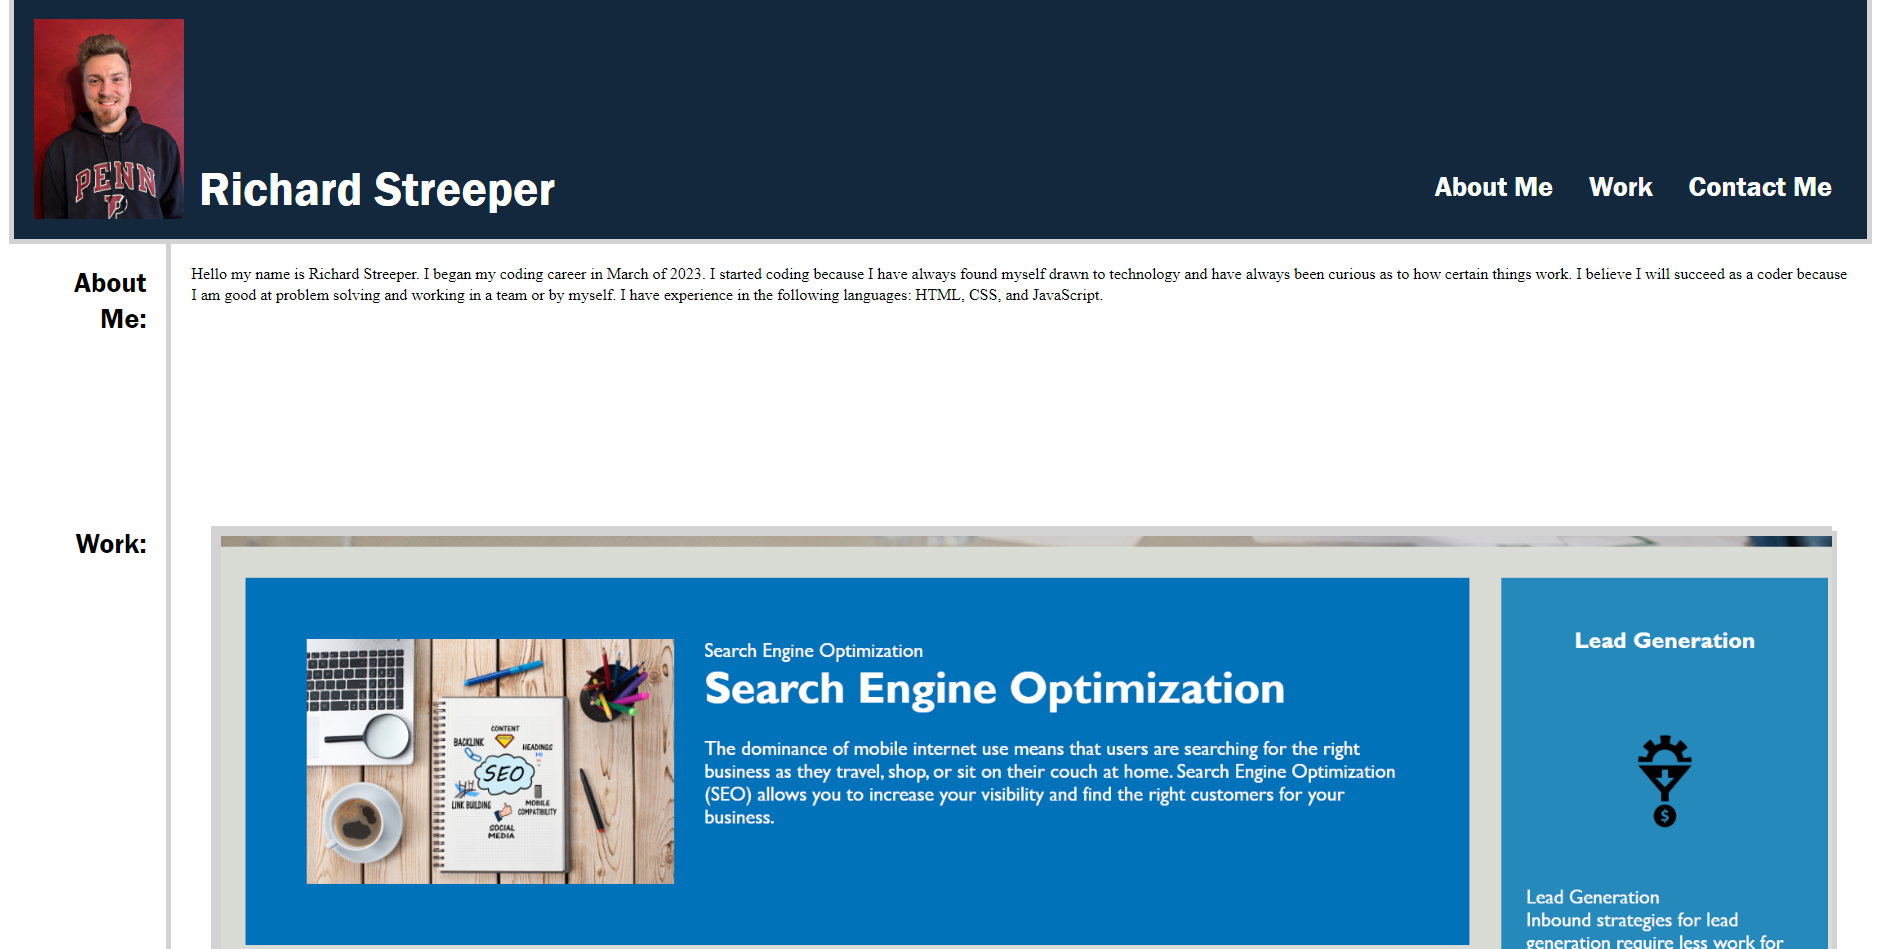 PENN
P
Richard Streeper
About Me
Work
Contact Me
About
Me:
Hello my name is Richard Streeper. I began my coding career in March of 2023. I started coding because I have always found myself drawn to technology and have always been curious as to how certain things work. I believe I will succeed as a coder because
I am good at problem solving and working in a team or by myself. I have experience in the following languages: HTML, CSS, and JavaScript.
Work:
CONTENT
BACKLINK
HEADINGS
H1
SEO
LINK BUILDING
MOBILE
COMPATIBILITY
SOCIAL
MEDIA
Search Engine Optimization
Search Engine Optimization
The dominance of mobile internet use means that users are searching for the right
business as they travel, shop, or sit on their couch at home. Search Engine Optimization
(SEO) allows you to increase your visibility and find the right customers for your
business.
Lead Generation
$
Lead Generation
Inbound strategies for lead
generation require less work for